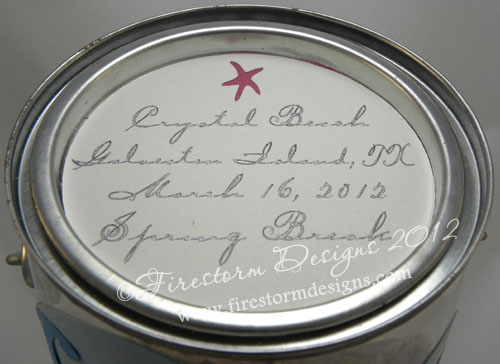 Crystal Beach
Galveston Island, TX
March 16, 2012
Spring Break
©Firestorm Designs 2012
www.firestormdesigns.com